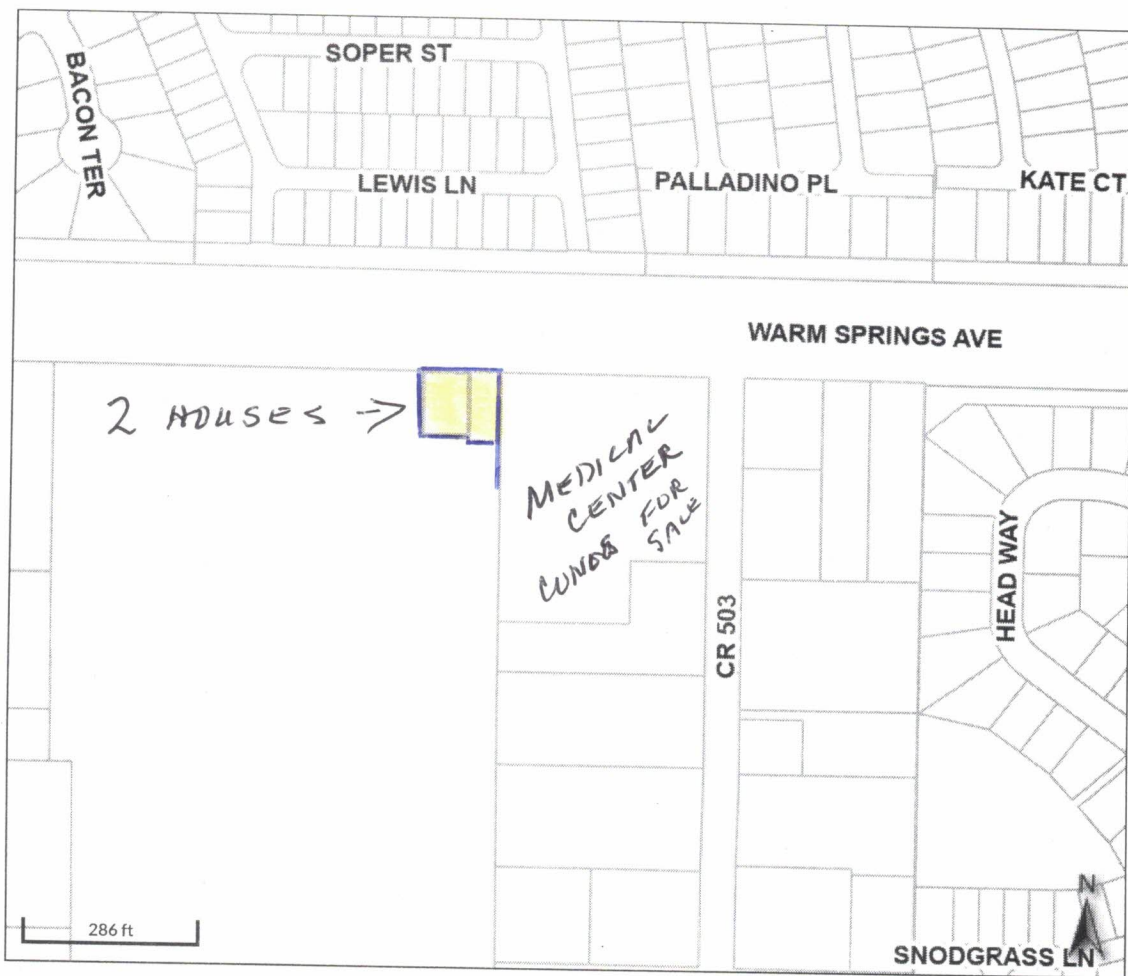 SOPER ST
BACON TER
LEWIS LN
PALLADINO PL
KATE CT
WARM SPRINGS AVE
2 HOUSES →
MEDICAL
CENTER
CONDOS FOR
SALE
HEAD WAY
CR 503
286 ft
N
SNODGRASS LN